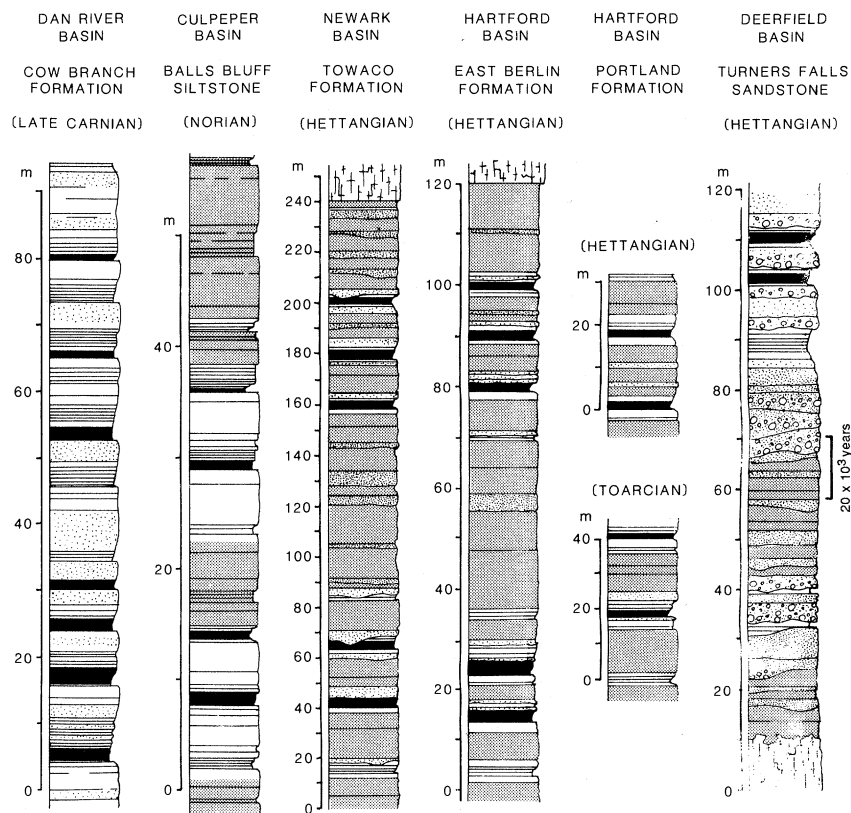 DAN RIVER
BASIN
COW BRANCH
FORMATION
(LATE CARNIAN)
m
80
60
40
20
0
CULPEPER
BASIN
BALLS BLUFF
SILTSTONE
(NORIAN)
m
40
20
0
NEWARK
BASIN
TOWACO
FORMATION
(HETTANGIAN)
m
240
220
200
180
160
140
120
100
80
60
40
20
0
HARTFORD
BASIN
EAST BERLIN
FORMATION
(HETTANGIAN)
m
120
100
80
60
40
20
0
HARTFORD
BASIN
PORTLAND
FORMATION
(HETTANGIAN)
m
20
0
(TOARCIAN)
m
40
20
0
DEERFIELD
BASIN
TURNERS FALLS
SANDSTONE
(HETTANGIAN)
m
120
100
80
60
40
20
0
20 x 10³ years